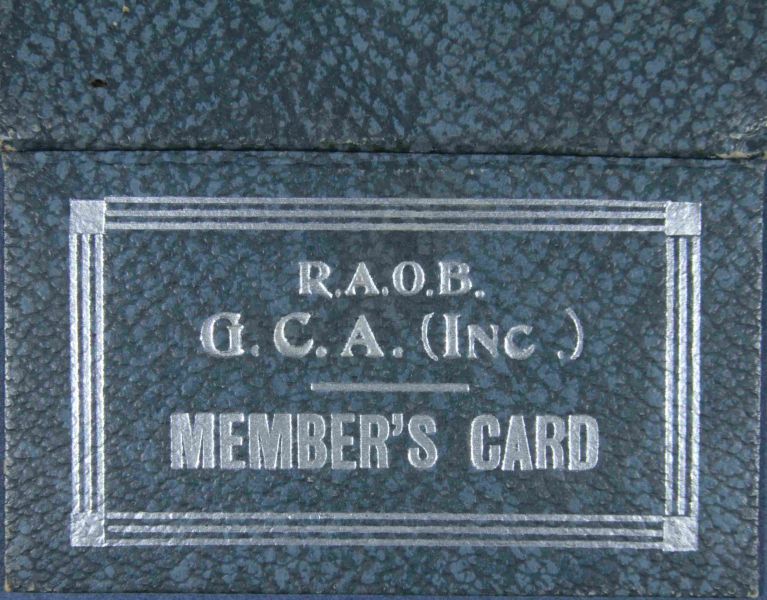 R.A.O.B.
G.C.A. (INC.)
MEMBER'S CARD